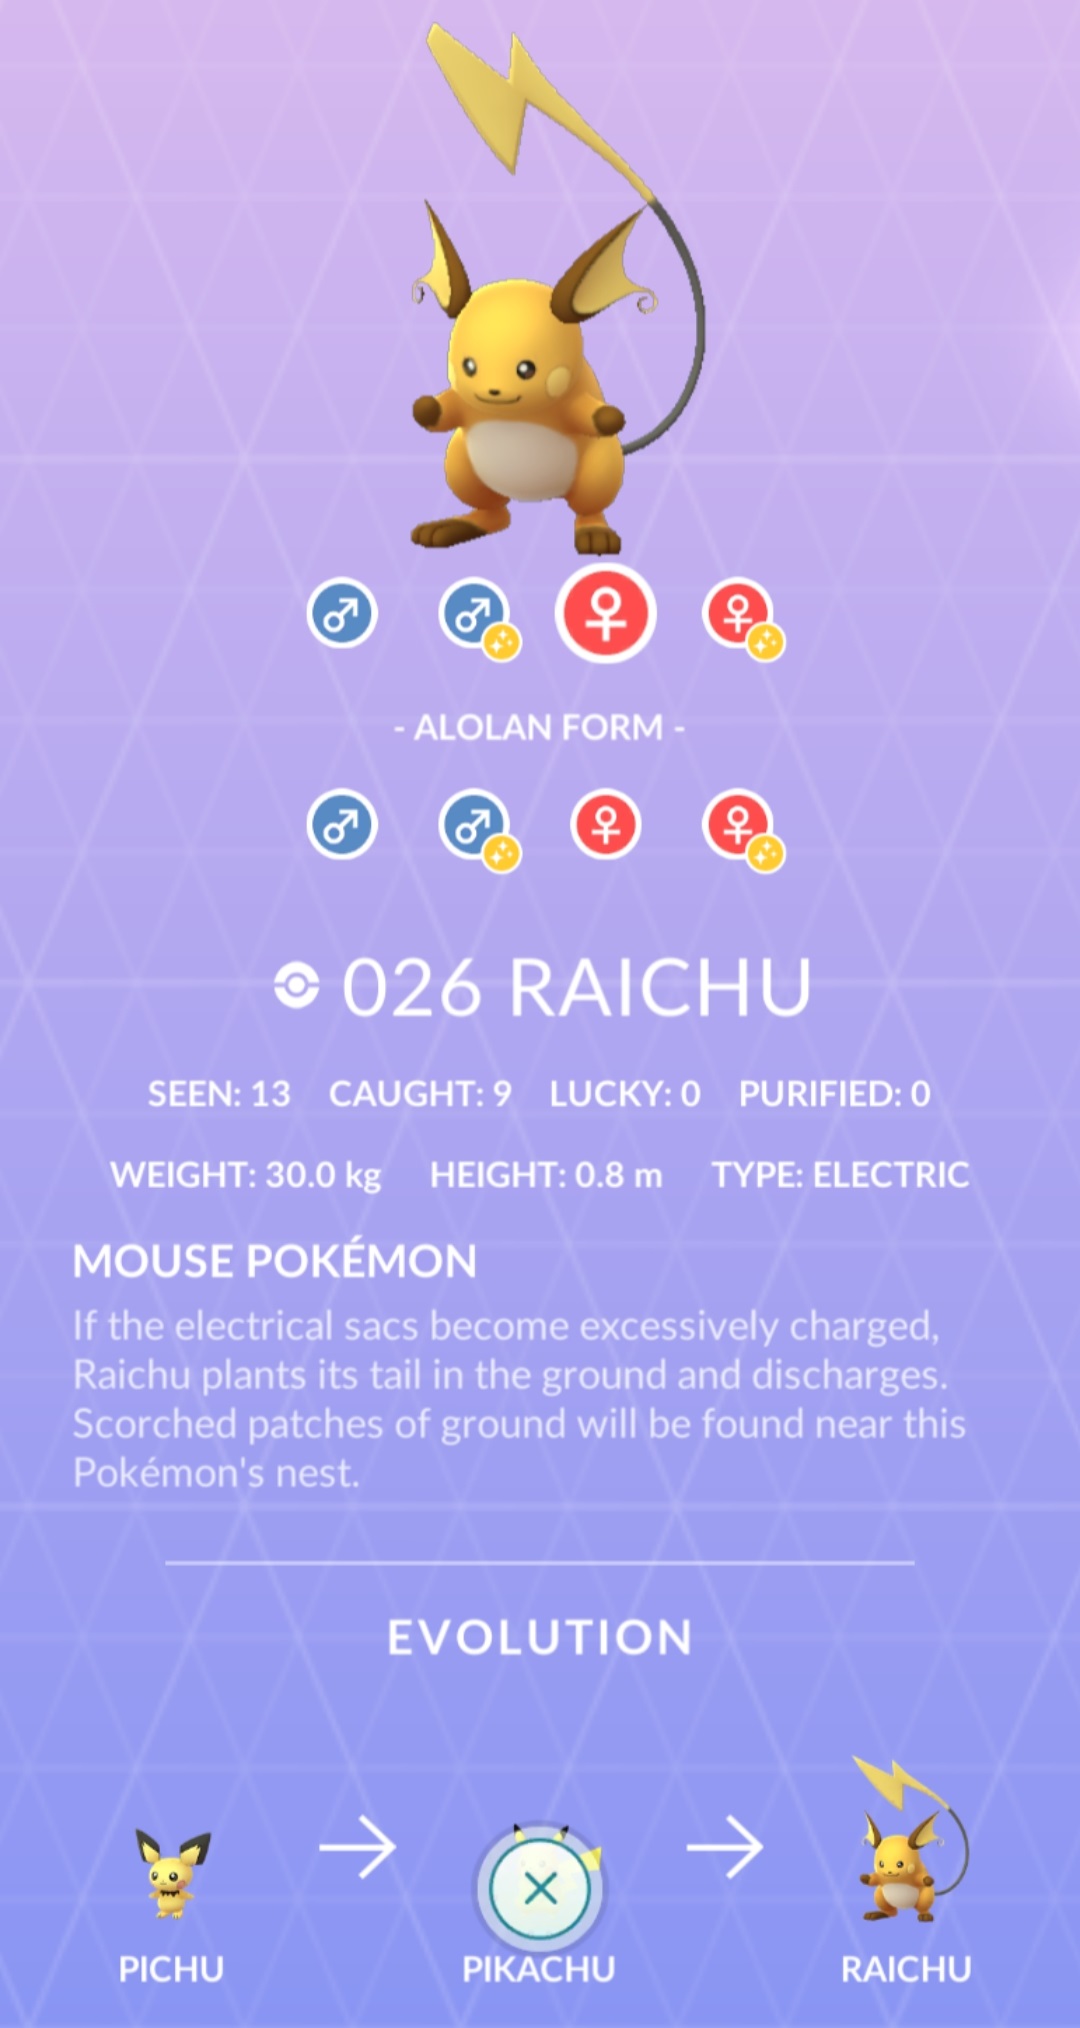 - ALOLAN FORM -
026 RAICHU
SEEN: 13 CAUGHT: 9 LUCKY: 0 PURIFIED: 0
WEIGHT: 30.0 kg HEIGHT: 0.8 m TYPE: ELECTRIC
MOUSE POKÉMON
If the electrical sacs become excessively charged,
Raichu plants its tail in the ground and discharges.
Scorched patches of ground will be found near this
Pokémon's nest.
EVOLUTION
PICHU PIKACHU RAICHU